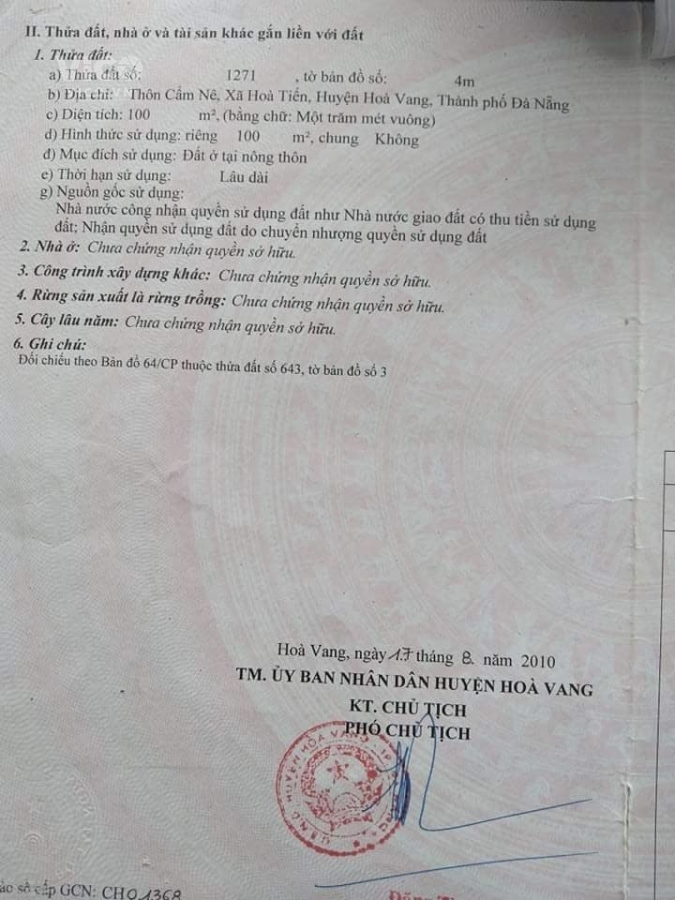 II. Thửa đất, nhà ở và tài sản khác gắn liền với đất
1. Thửa đất:
a) Thửa đất số: 1271 , tờ bản đồ số: 4m
b) Địa chỉ: Thôn Cẩm Nê, Xã Hoà Tiến, Huyện Hoà Vang, Thành phố Đà Nẵng
c) Diện tích: 100 m², (bằng chữ: Một trăm mét vuông)
d) Hình thức sử dụng: riêng 100 m², chung Không
đ) Mục đích sử dụng: Đất ở tại nông thôn
e) Thời hạn sử dụng: Lâu dài
g) Nguồn gốc sử dụng:
Nhà nước công nhận quyền sử dụng đất như Nhà nước giao đất có thu tiền sử dụng
đất; Nhận quyền sử dụng đất do chuyển nhượng quyền sử dụng đất
2. Nhà ở: Chưa chứng nhận quyền sở hữu.
3. Công trình xây dựng khác: Chưa chứng nhận quyền sở hữu.
4. Rừng sản xuất là rừng trồng: Chưa chứng nhận quyền sở hữu.
5. Cây lâu năm: Chưa chứng nhận quyền sở hữu.
6. Ghi chú:
Đối chiếu theo Bản đồ 64/CP thuộc thửa đất số 643, tờ bản đồ số 3
Hoà Vang, ngày 17 tháng 8 năm 2010
TM. ỦY BAN NHÂN DÂN HUYỆN HOÀ VANG
KT. CHỦ TỊCH
PHÓ CHỦ TỊCH
U.B.N.D HUYỆN HÒA VANG
sổ cấp GCN: CH01368